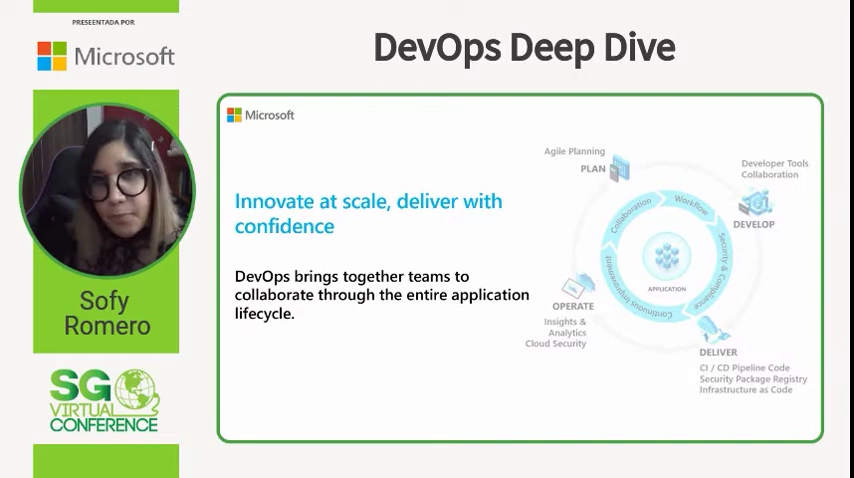 PRESEENTADA POR
Microsoft
DevOps Deep Dive
Microsoft
Innovate at scale, deliver with
confidence
DevOps brings together teams to
collaborate through the entire application
lifecycle.
Agile Planning
PLAN
Developer Tools
Collaboration
DEVELOP
Collaboration
Workflow
Security & Compliance
Continuous Improvement
APPLICATION
OPERATE
Insights &
Analytics
Cloud Security
DELIVER
CI / CD Pipeline Code
Security Package Registry
Infrastructure as Code
Sofy
Romero
SG
VIRTUAL
CONFERENCE